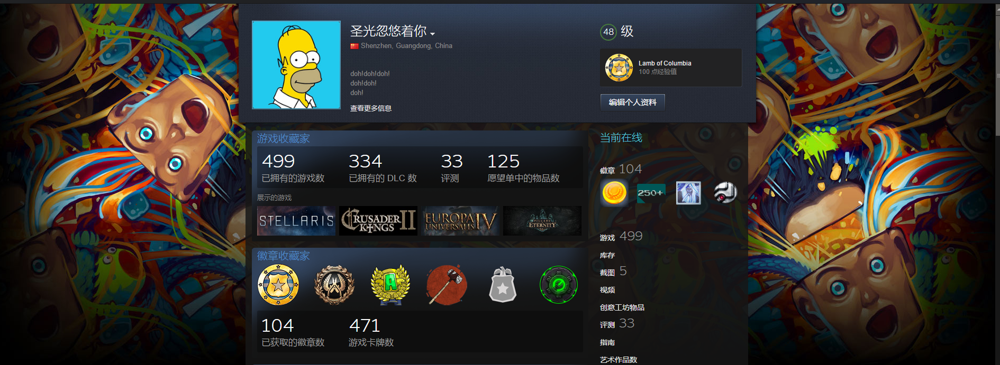 圣光忽悠着你
Shenzhen, Guangdong, China
doh!doh!doh!
doh!doh!
doh!
查看更多信息
48 级
Lamb of Columbia
100 点经验值
编辑个人资料
游戏收藏家
499 334 33 125
已拥有的游戏数 已拥有的 DLC 数 评测 愿望单中的物品数
展示的游戏
STELLARIS
CRUSADER KINGS II
EUROPA UNIVERSALIS IV
PILLARS ETERNITY
徽章收藏家
A
104 471
已获取的徽章数 游戏卡牌数
当前在线
徽章 104
250+
游戏 499
库存
截图 5
视频
创意工坊物品
评测 33
指南
艺术作品数